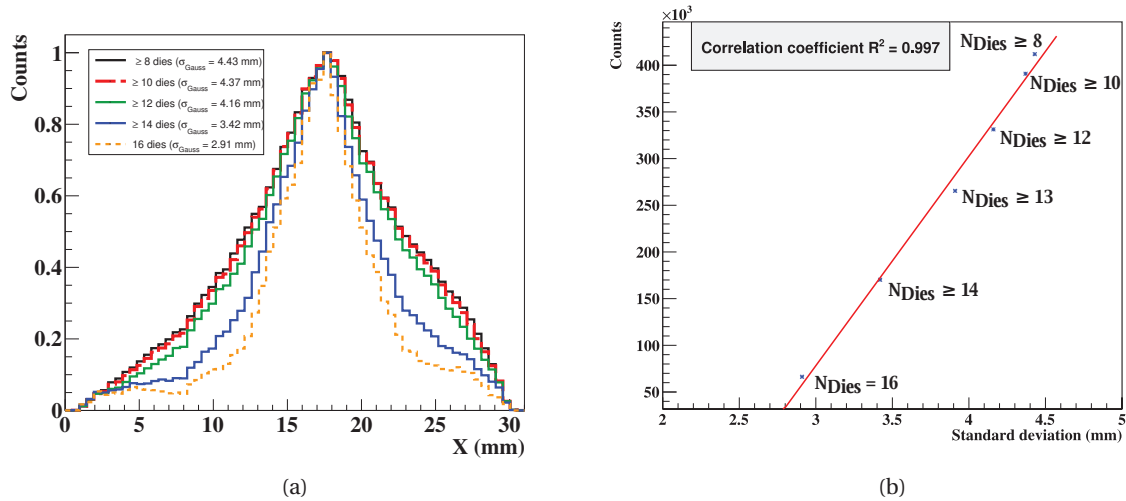 Counts
1
0.8
0.6
0.4
0.2
0
≥ 8 dies (σGauss = 4.43 mm)
≥ 10 dies (σGauss = 4.37 mm)
≥ 12 dies (σGauss = 4.16 mm)
≥ 14 dies (σGauss = 3.42 mm)
16 dies (σGauss = 2.91 mm)
0 5 10 15 20 25 30
X (mm)
(a)
×10³
Counts
400
350
300
250
200
150
100
50
Correlation coefficient R² = 0.997
NDies ≥ 8
NDies ≥ 10
NDies ≥ 12
NDies ≥ 13
NDies ≥ 14
NDies = 16
2 2.5 3 3.5 4 4.5 5
Standard deviation (mm)
(b)